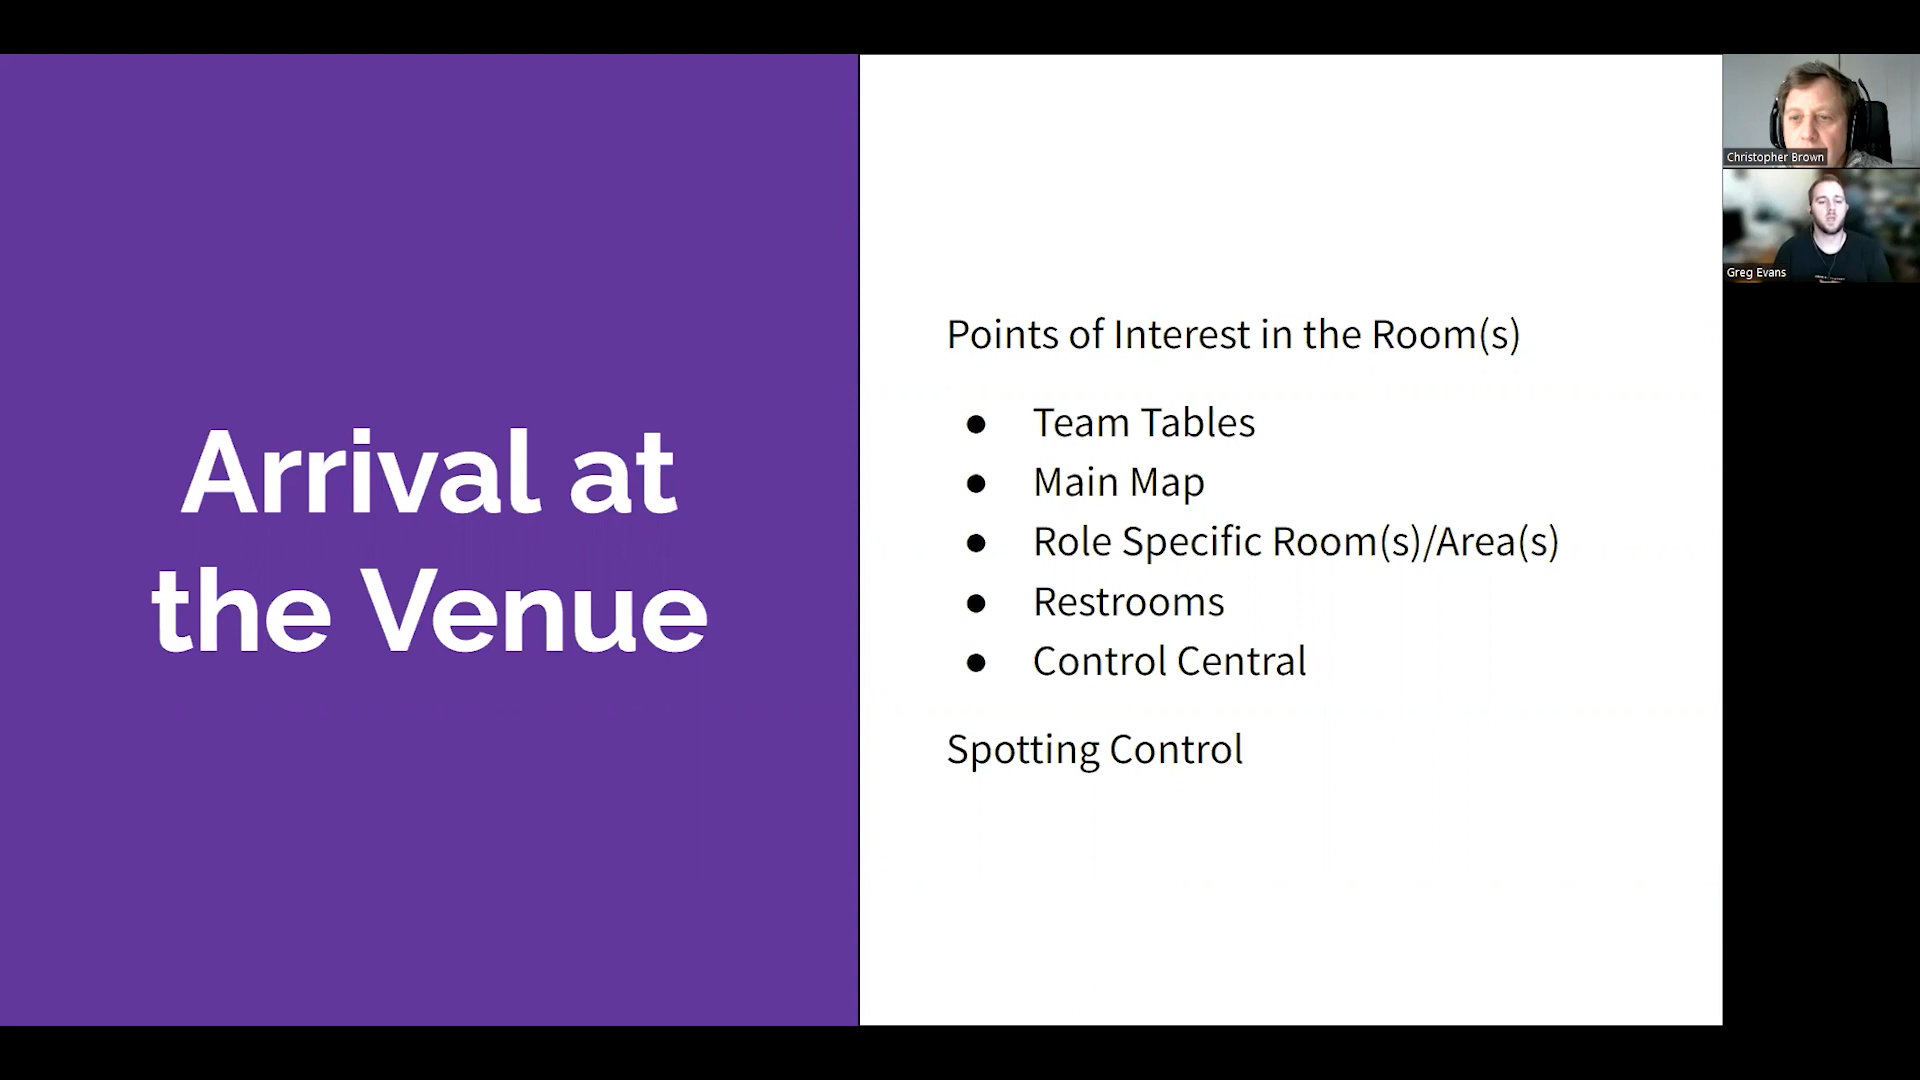 Arrival at
the Venue
Points of Interest in the Room(s)
● Team Tables
● Main Map
● Role Specific Room(s)/Area(s)
● Restrooms
● Control Central
Spotting Control
Christopher Brown
Greg Evans